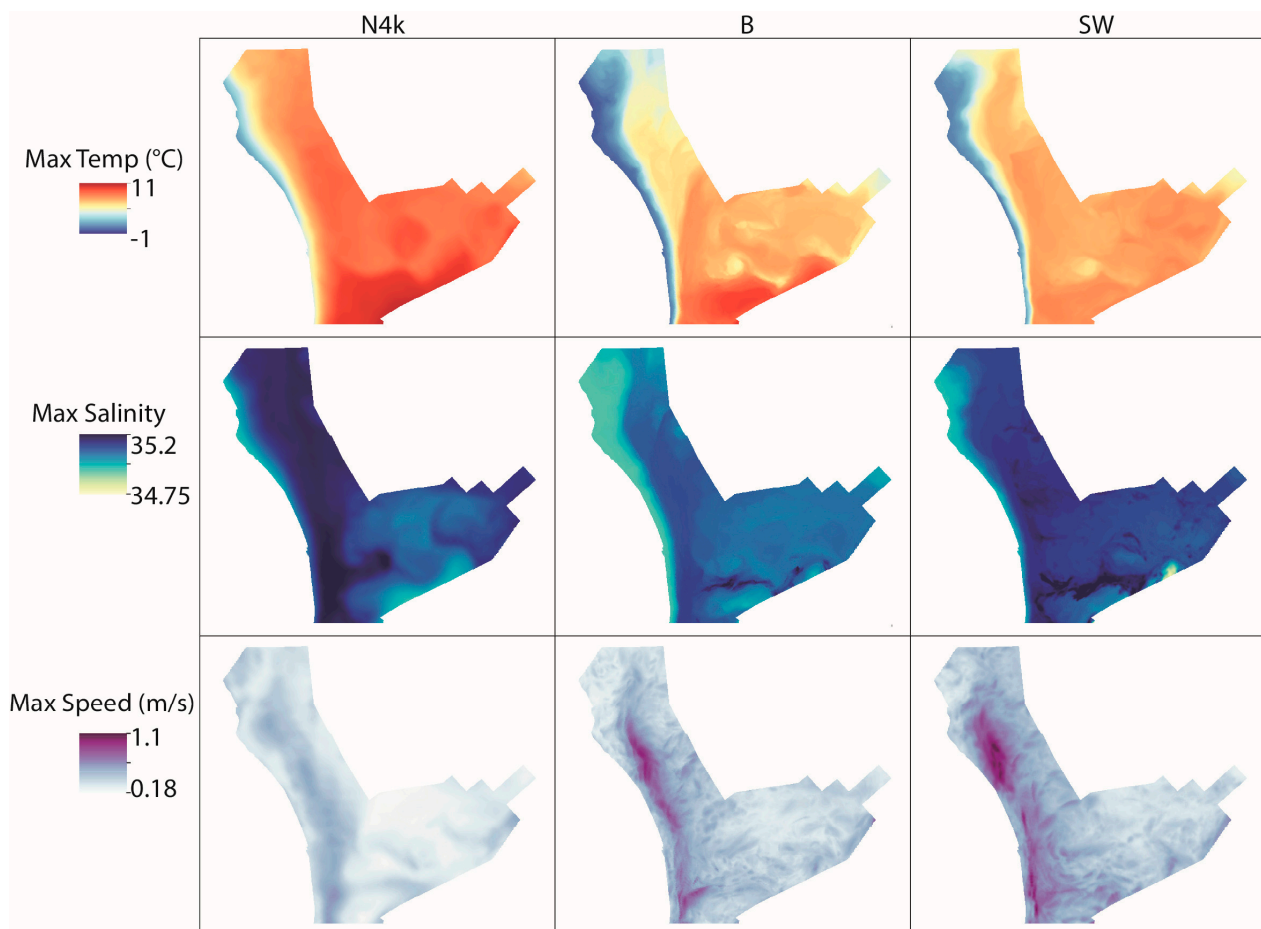 N4k B SW
Max Temp (°C)
11
-1
Max Salinity
35.2
34.75
Max Speed (m/s)
1.1
0.18